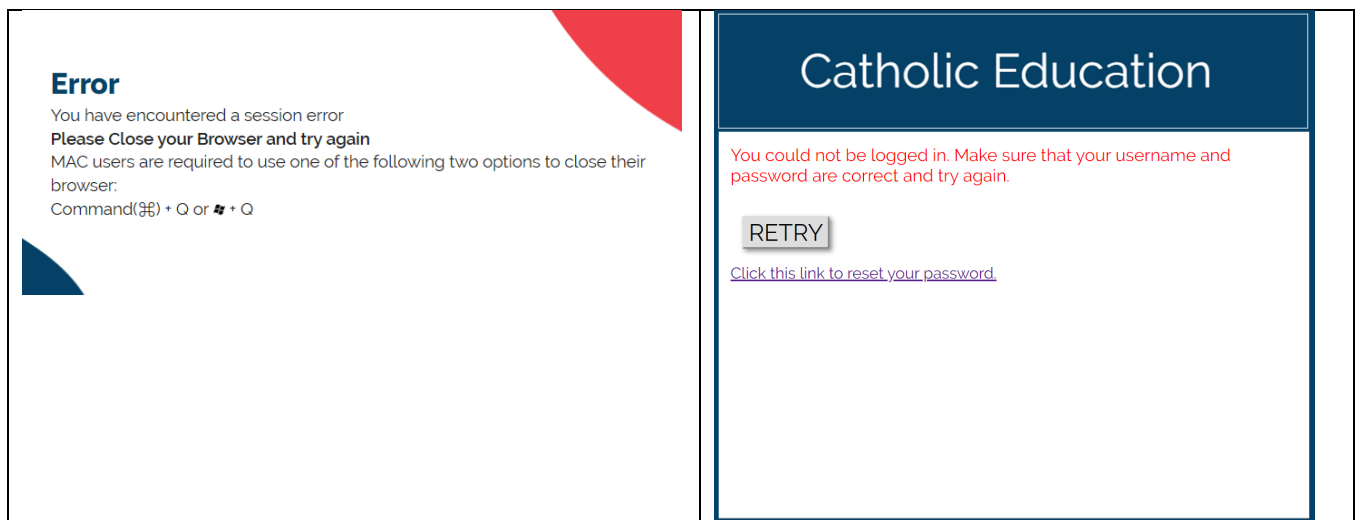 Error
You have encountered a session error
Please Close your Browser and try again
MAC users are required to use one of the following two options to close their
browser:
Command(⌘) + Q or + Q
Catholic Education
You could not be logged in. Make sure that your username and
password are correct and try again.
RETRY
Click this link to reset your password.